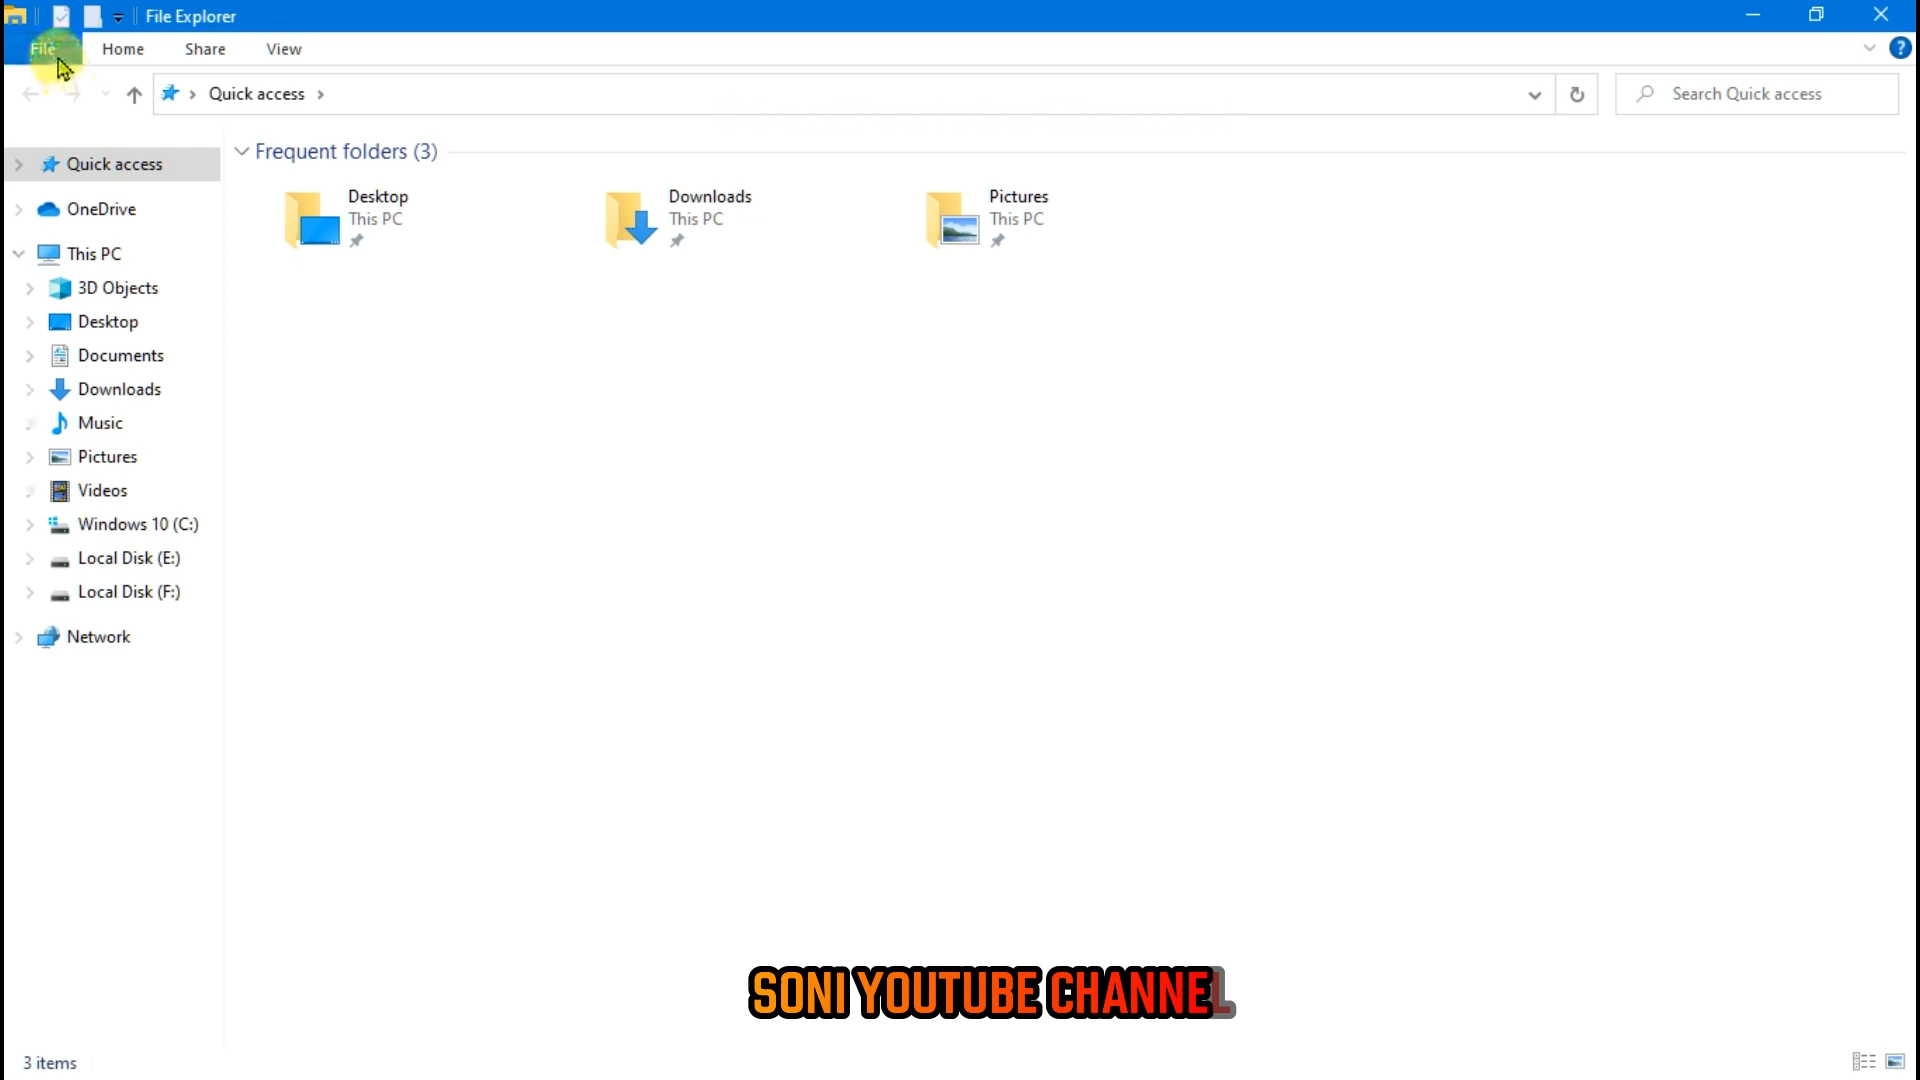 File Explorer
File Home Share View
Quick access
Search Quick access
Frequent folders (3)
Desktop
This PC
Downloads
This PC
Pictures
This PC
Quick access
OneDrive
This PC
3D Objects
Desktop
Documents
Downloads
Music
Pictures
Videos
Windows 10 (C:)
Local Disk (E:)
Local Disk (F:)
Network
SONI YOUTUBE CHANNEL
3 items